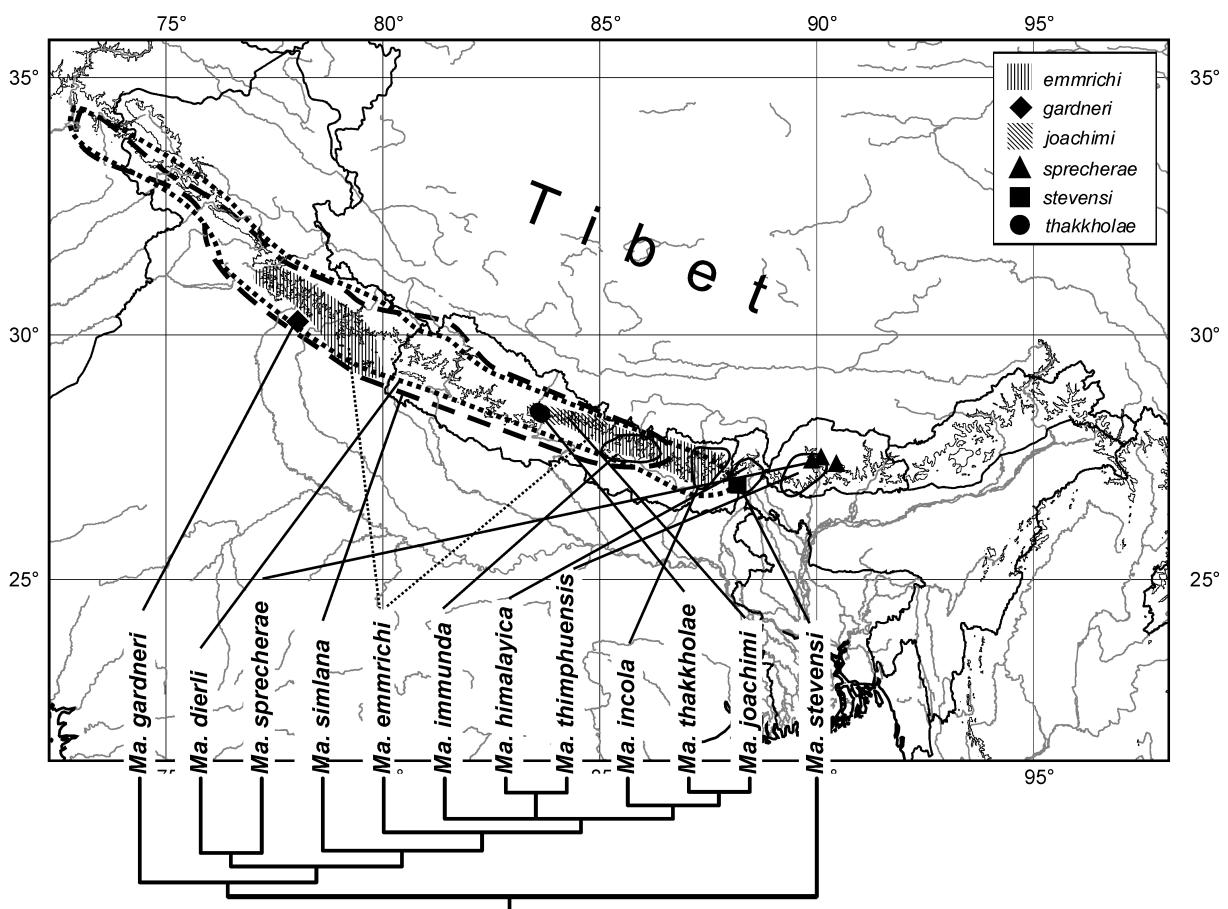 75° 80° 85° 90° 95°
35° 35°
emmrichi
gardneri
joachimi
sprecherae
stevensi
thakkholae
Tibet
30° 30°
25° 25°
Ma. gardneri
Ma. dierli
Ma. sprecherae
Ma. simlana
Ma. emmrichi
Ma. immunda
Ma. himalayica
Ma. thimphuensis
Ma. incola
Ma. thakkholae
Ma. joachimi
Ma. stevensi
95°